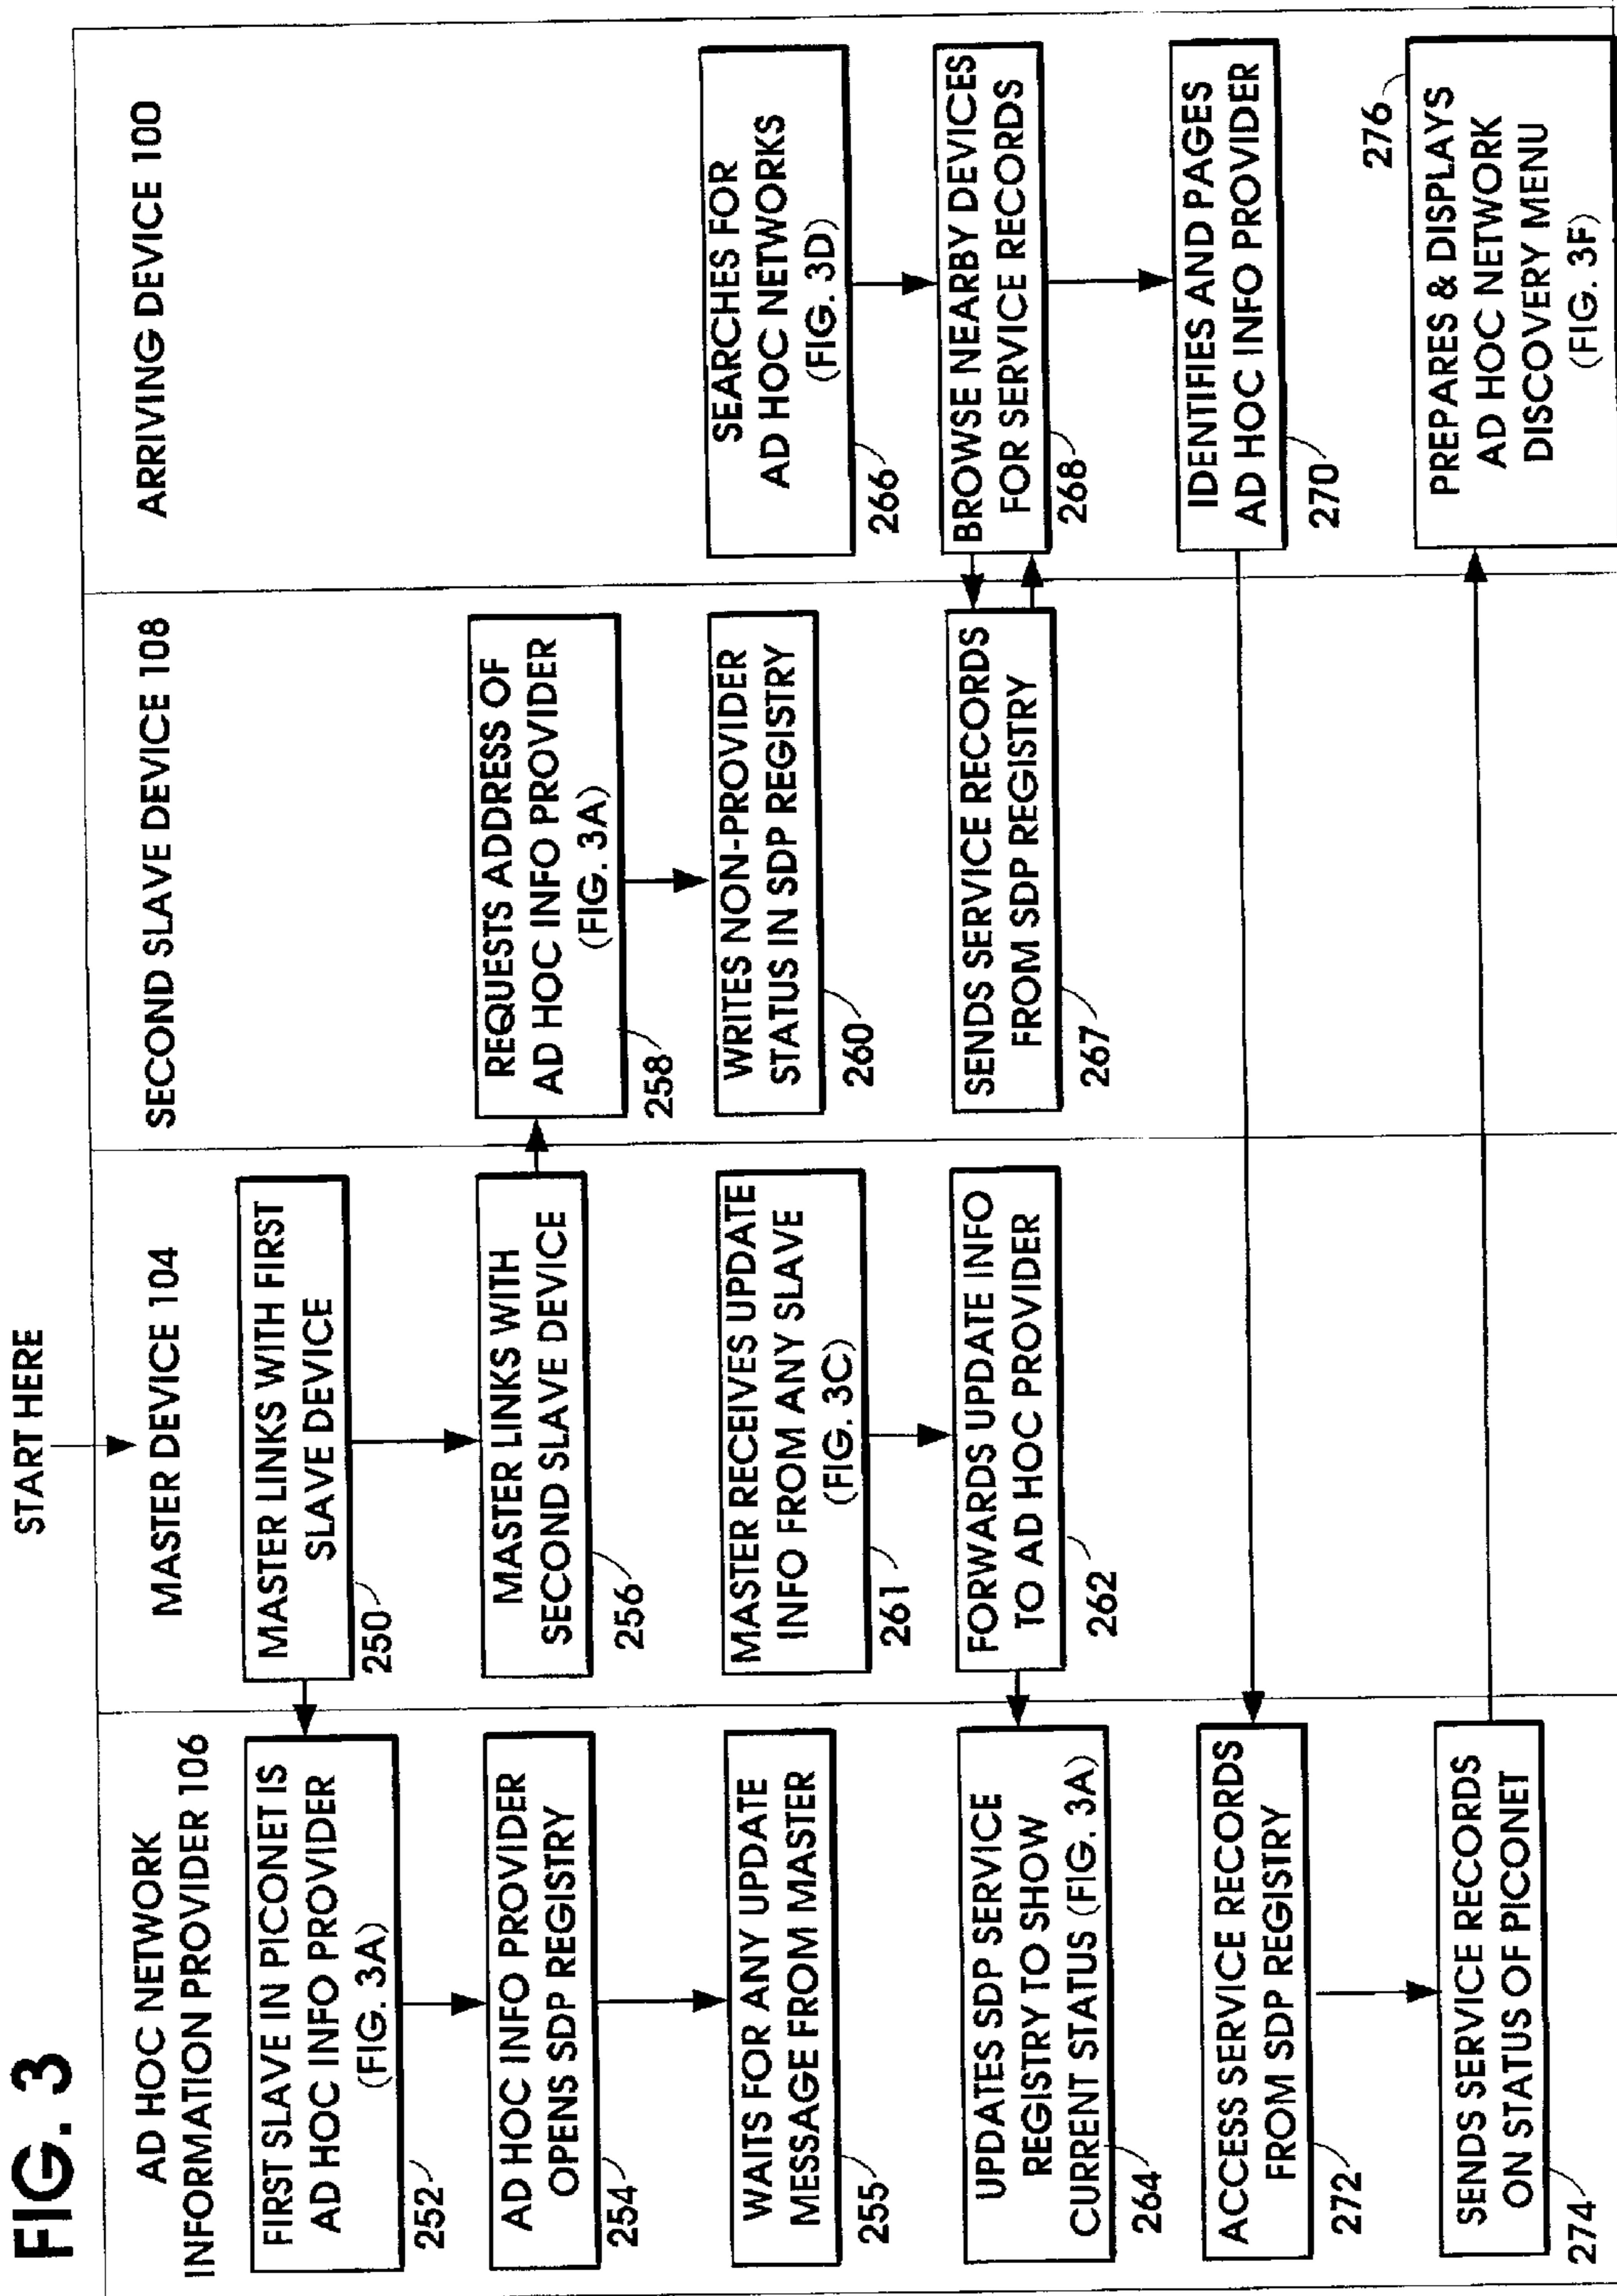 FIG. 3
START HERE
AD HOC NETWORK
INFORMATION PROVIDER 106
FIRST SLAVE IN PICONET IS
AD HOC INFO PROVIDER
(FIG. 3A)
252
AD HOC INFO PROVIDER
OPENS SDP REGISTRY
254
WAITS FOR ANY UPDATE
MESSAGE FROM MASTER
255
UPDATES SDP SERVICE
REGISTRY TO SHOW
CURRENT STATUS (FIG. 3A)
264
ACCESS SERVICE RECORDS
FROM SDP REGISTRY
272
SENDS SERVICE RECORDS
ON STATUS OF PICONET
274
MASTER DEVICE 104
MASTER LINKS WITH FIRST
SLAVE DEVICE
250
MASTER LINKS WITH
SECOND SLAVE DEVICE
256
MASTER RECEIVES UPDATE
INFO FROM ANY SLAVE
(FIG. 3C)
261
FORWARDS UPDATE INFO
TO AD HOC PROVIDER
262
SECOND SLAVE DEVICE 108
REQUESTS ADDRESS OF
AD HOC INFO PROVIDER
(FIG. 3A)
258
WRITES NON-PROVIDER
STATUS IN SDP REGISTRY
260
SENDS SERVICE RECORDS
FROM SDP REGISTRY
267
ARRIVING DEVICE 100
SEARCHES FOR
AD HOC NETWORKS
(FIG. 3D)
266
BROWSE NEARBY DEVICES
FOR SERVICE RECORDS
268
IDENTIFIES AND PAGES
AD HOC INFO PROVIDER
270
276
PREPARES & DISPLAYS
AD HOC NETWORK
DISCOVERY MENU
(FIG. 3F)